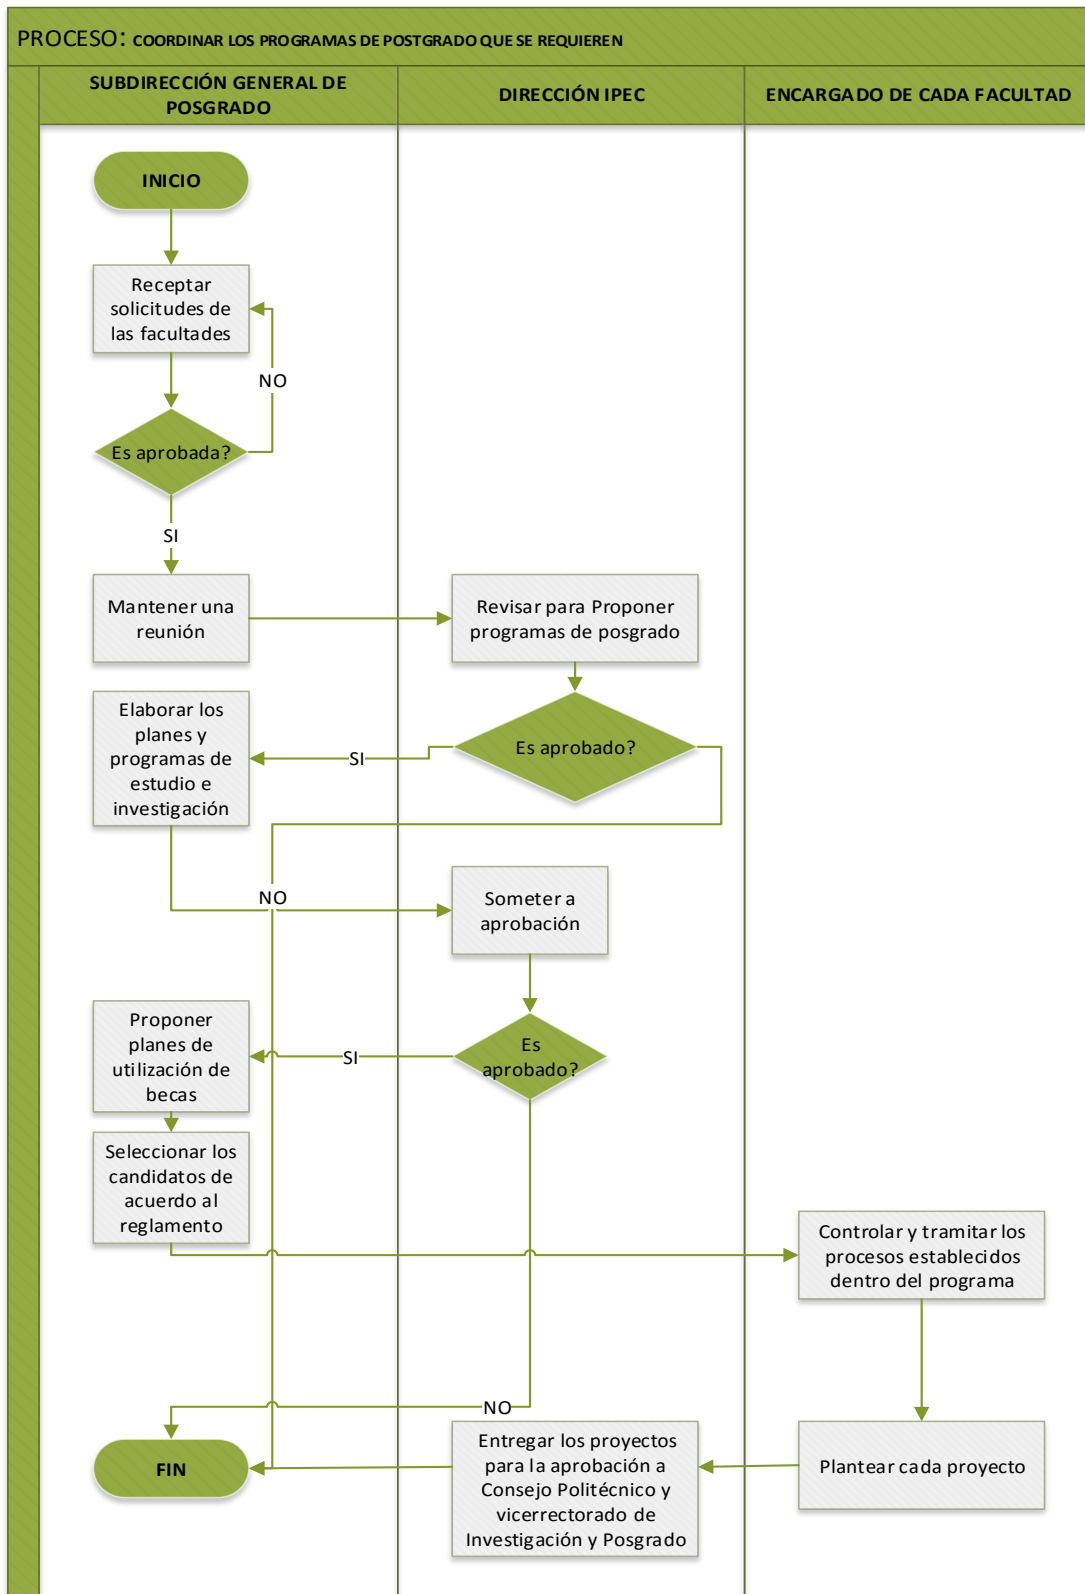 PROCESO: COORDINAR LOS PROGRAMAS DE POSTGRADO QUE SE REQUIEREN
SUBDIRECCIÓN GENERAL DE
POSGRADO
DIRECCIÓN IPEC
ENCARGADO DE CADA FACULTAD
INICIO
Receptar
solicitudes de
las facultades
NO
Es aprobada?
SI
Mantener una
reunión
Revisar para Proponer
programas de posgrado
Elaborar los
planes y
programas de
estudio e
investigación
SI
Es aprobado?
NO
Someter a
aprobación
Proponer
planes de
utilización de
becas
SI
Es
aprobado?
Seleccionar los
candidatos de
acuerdo al
reglamento
Controlar y tramitar los
procesos establecidos
dentro del programa
NO
FIN
Entregar los proyectos
para la aprobación a
Consejo Politécnico y
vicerrectorado de
Investigación y Posgrado
Plantear cada proyecto